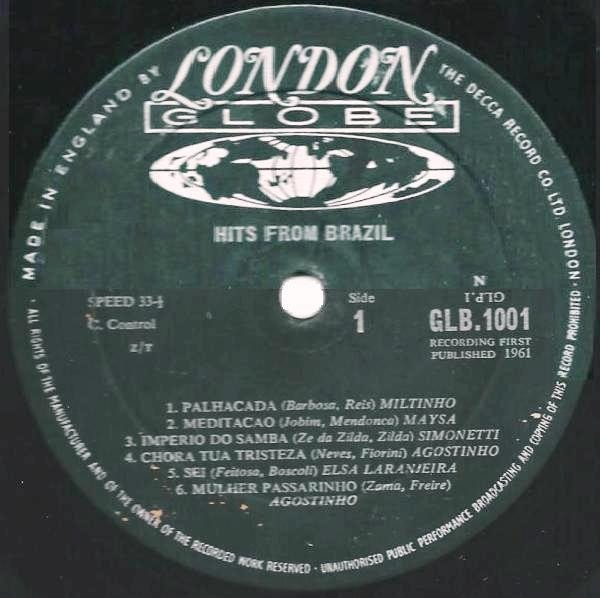 MADE IN ENGLAND BY
LONDON
GLOBE
THE DECCA RECORD CO. LTD. LONDON
HITS FROM BRAZIL
SPEED 33-⅓
C. Control
z/T
Side
1
N
GLP.1
GLB.1001
RECORDING FIRST
PUBLISHED 1961
1. PALHACADA (Barbosa, Reis) MILTINHO
2. MEDITACAO (Jobim, Mendonca) MAYSA
3. IMPERIO DO SAMBA (Ze da Zilda, Zilda) SIMONETTI
4. CHORA TUA TRISTEZA (Neves, Fiorini) AGOSTINHO
5. SEI (Feitosa, Boscoli) ELSA LARANJEIRA
6. MULHER PASSARINHO (Zama, Freire)
AGOSTINHO
· ALL RIGHTS OF THE MANUFACTURER AND OF THE OWNER OF THE RECORDED WORK RESERVED · UNAUTHORISED PUBLIC PERFORMANCE BROADCASTING AND COPYING OF THIS RECORD PROHIBITED ·